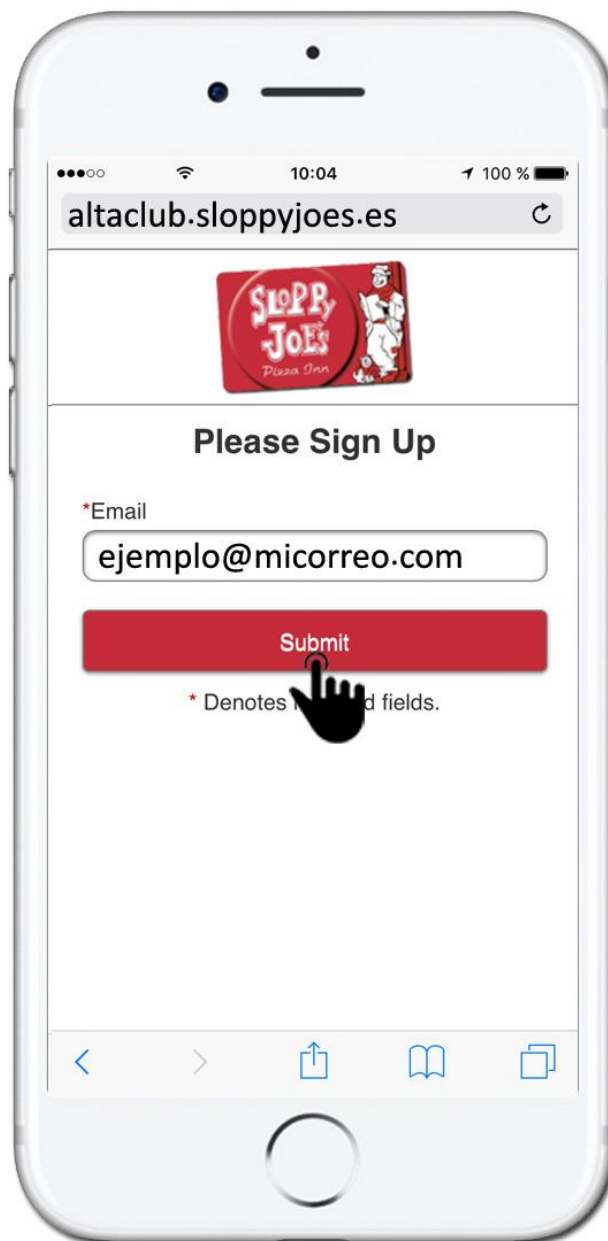 10:04
100 %
altaclub.sloppyjoes.es
SLOPPY
JOE'S
Pizza Inn
Please Sign Up
*Email
ejemplo@micorreo.com
Submit
* Denotes fields.